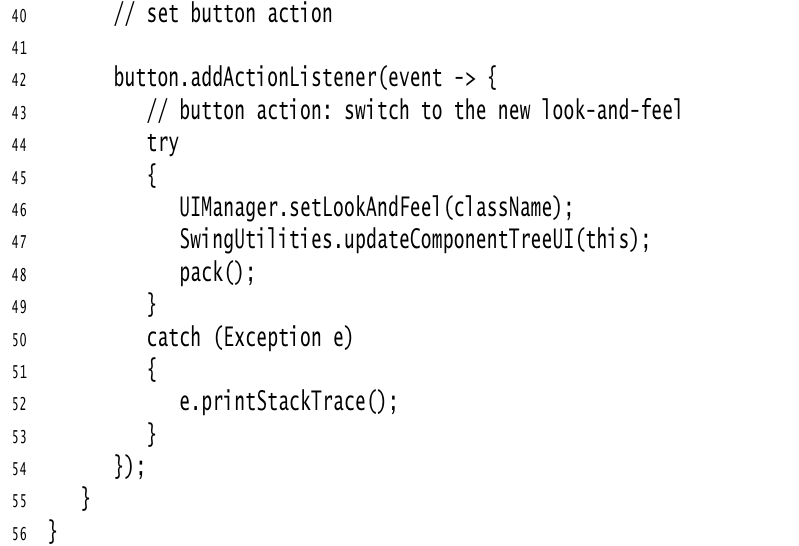 40 // set button action
41
42 button.addActionListener(event -> {
43 // button action: switch to the new look-and-feel
44 try
45 {
46 UIManager.setLookAndFeel(className);
47 SwingUtilities.updateComponentTreeUI(this);
48 pack();
49 }
50 catch (Exception e)
51 {
52 e.printStackTrace();
53 }
54 });
55 }
56 }